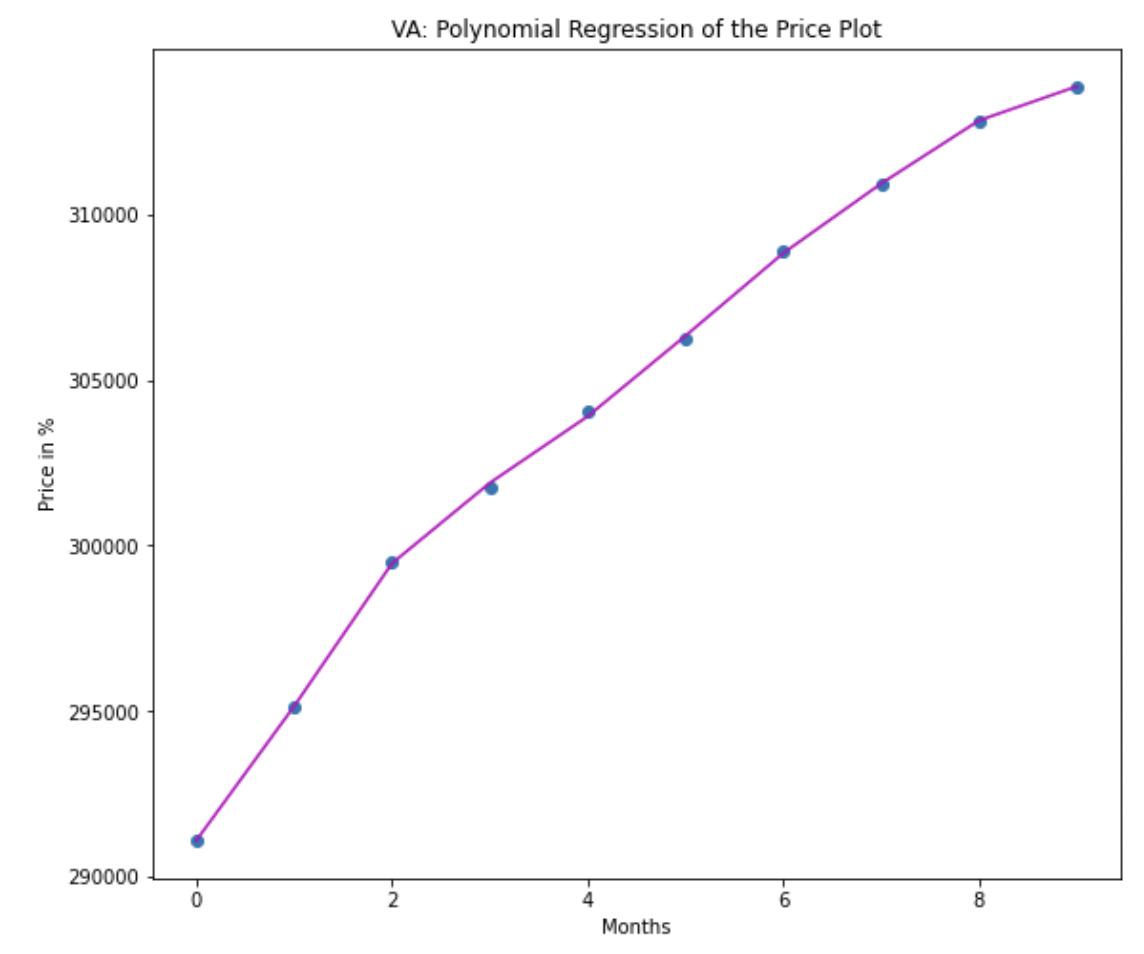 VA: Polynomial Regression of the Price Plot
310000
305000
300000
295000
290000
Price in %
0 2 4 6 8
Months